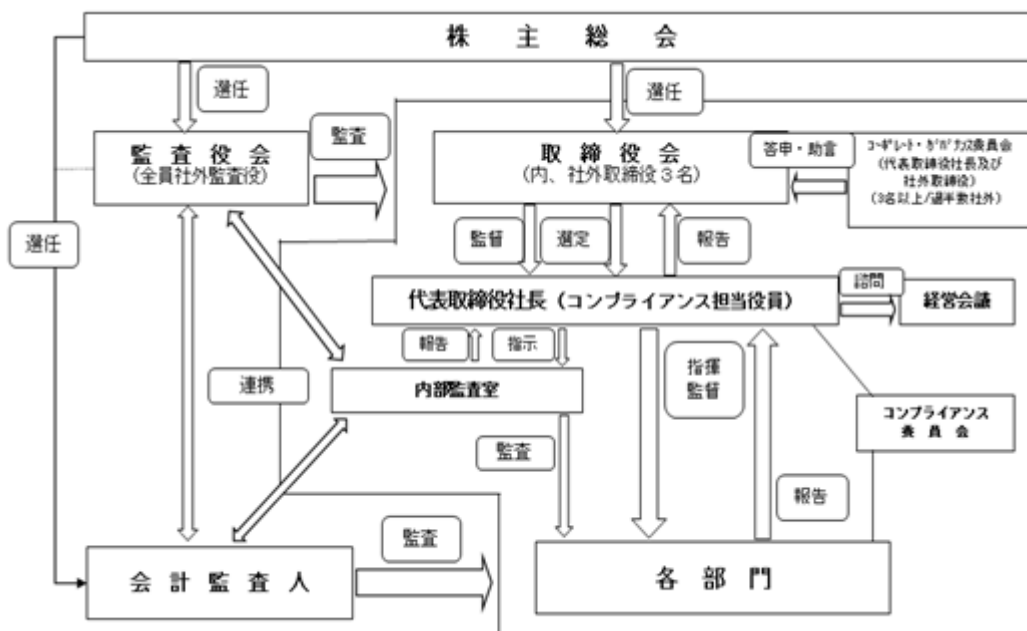 株主総会
選任
選任
監査役会
(全員社外監査役)
監査
取締役会
(内、社外取締役3名)
答申・助言
コーポレート・ガバナンス委員会
(代表取締役社長及び
社外取締役)
(3名以上/過半数社外)
選任
監督
選定
報告
代表取締役社長(コンプライアンス担当役員)
諮問
経営会議
報告
指示
連携
内部監査室
指揮
監督
コンプライアンス
委員会
監査
報告
監査
会計監査人
各部門